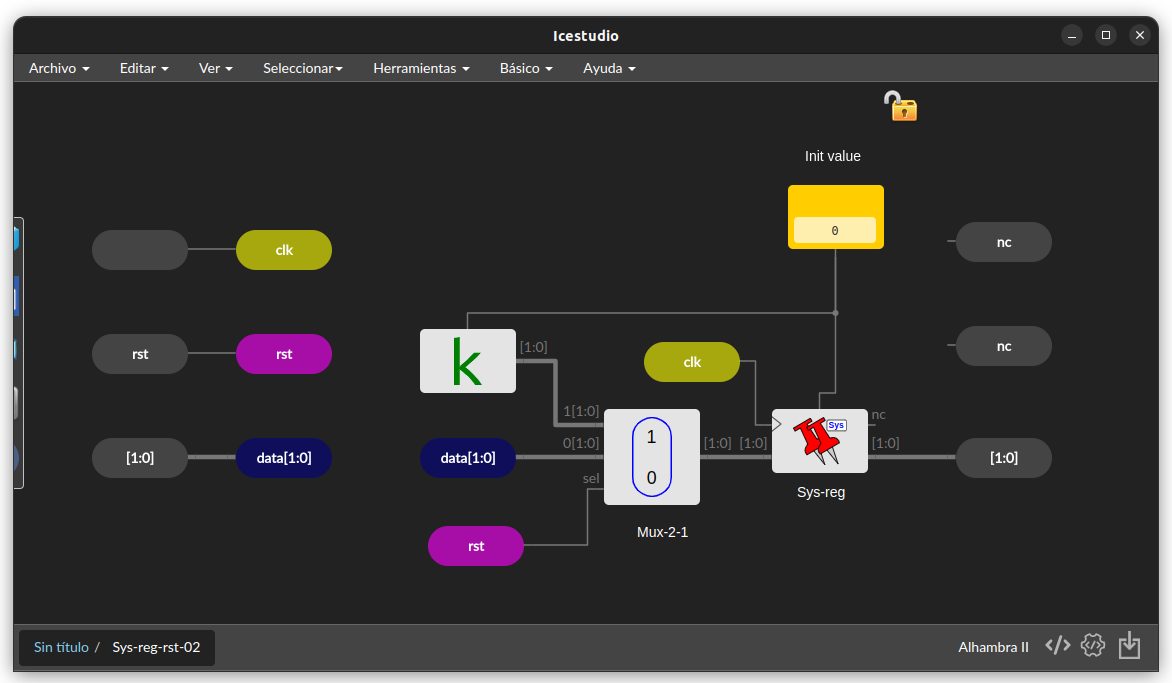 Icestudio
Archivo Editar Ver Seleccionar Herramientas Básico Ayuda
Init value
0
clk
nc
rst rst
nc
k
[1:0]
clk
1[1:0]
0[1:0]
sel
1
0
[1:0] [1:0]
Sys
nc
[1:0]
[1:0] data[1:0]
data[1:0]
[1:0]
Sys-reg
Mux-2-1
rst
Sin título / Sys-reg-rst-02
Alhambra II